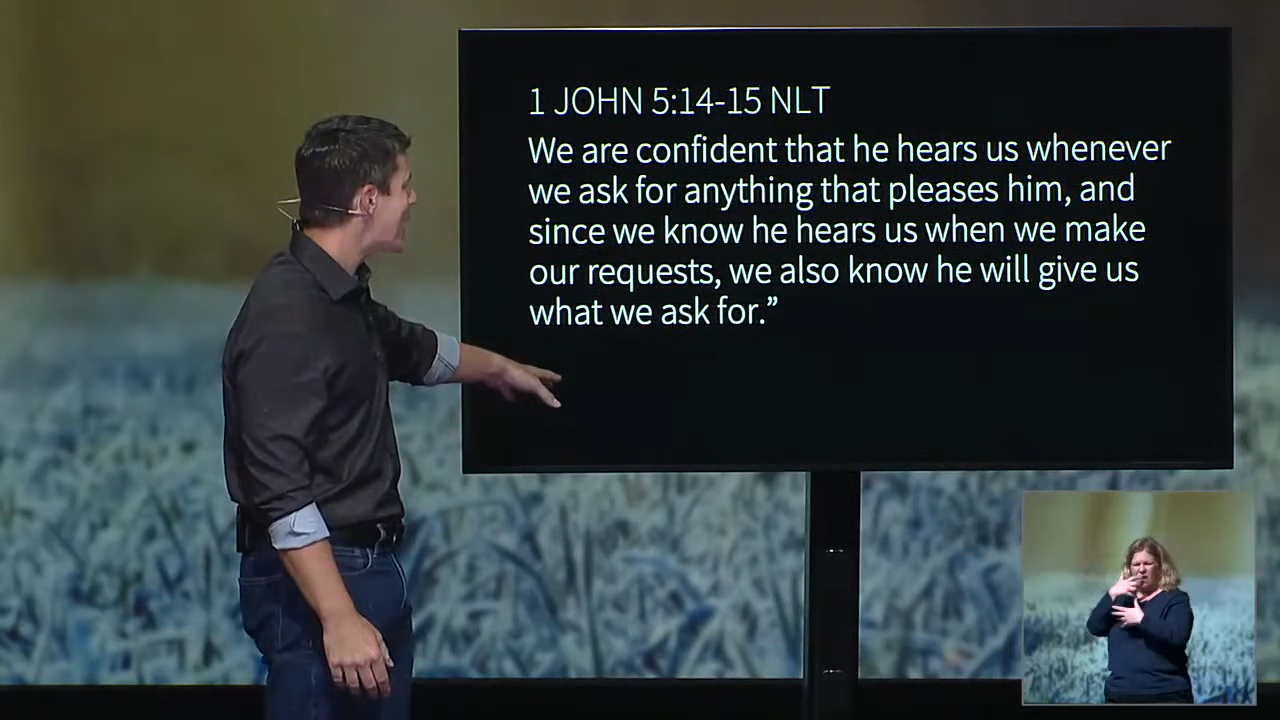 1 JOHN 5:14-15 NLT
We are confident that he hears us whenever
we ask for anything that pleases him, and
since we know he hears us when we make
our requests, we also know he will give us
what we ask for.”